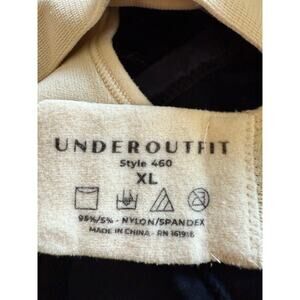 UNDEROUTFIT
Style 460
XL
95%/5% - NYLON/SPANDEX
MADE IN CHINA - RN 161918